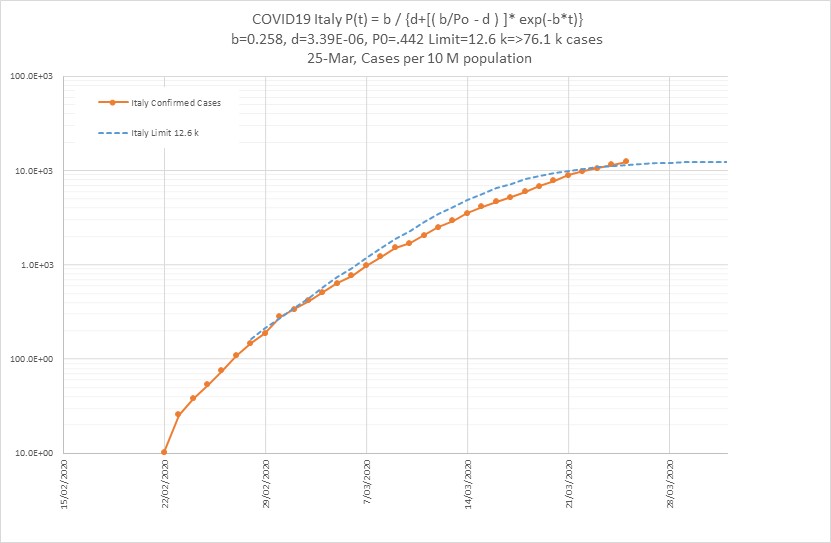 COVID19 Italy P(t) = b / {d+[( b/Po - d ) ]* exp(-b*t)}
b=0.258, d=3.39E-06, P0=.442 Limit=12.6 k=>76.1 k cases
25-Mar, Cases per 10 M population
100.0E+03
Italy Confirmed Cases
Italy Limit 12.6 k
10.0E+03
1.0E+03
100.0E+00
10.0E+00
15/02/2020
22/02/2020
29/02/2020
7/03/2020
14/03/2020
21/03/2020
28/03/2020